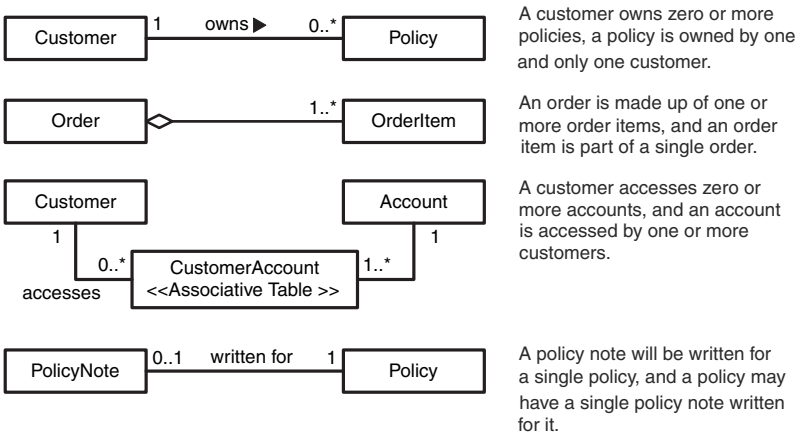 Customer 1 owns ▶ 0..* Policy
A customer owns zero or more
policies, a policy is owned by one
and only one customer.
Order 1..* OrderItem
An order is made up of one or
more order items, and an order
item is part of a single order.
Customer Account
1 1
0..* CustomerAccount 1..*
accesses <<Associative Table >>
A customer accesses zero or
more accounts, and an account
is accessed by one or more
customers.
PolicyNote 0..1 written for 1 Policy
A policy note will be written for
a single policy, and a policy may
have a single policy note written
for it.